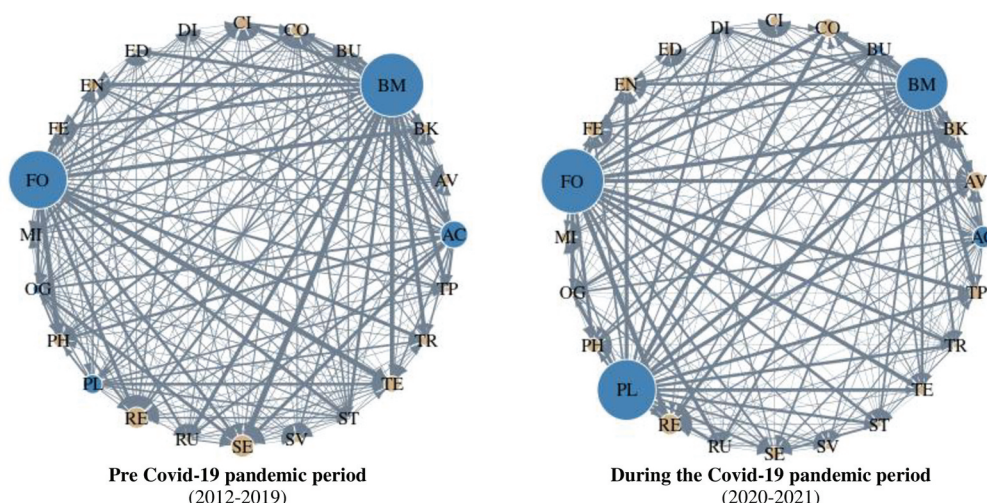 CI
DI
CO
ED
BU
EN
BM
FE
BK
FO
AV
MI
AC
OG
TP
PH
TR
PL
TE
RE
ST
RU
SE
SV
Pre Covid-19 pandemic period
(2012-2019)
CI
DI
CO
ED
BU
EN
BM
FE
BK
FO
AV
MI
AC
OG
TP
PH
TR
PL
TE
RE
ST
RU
SE
SV
During the Covid-19 pandemic period
(2020-2021)